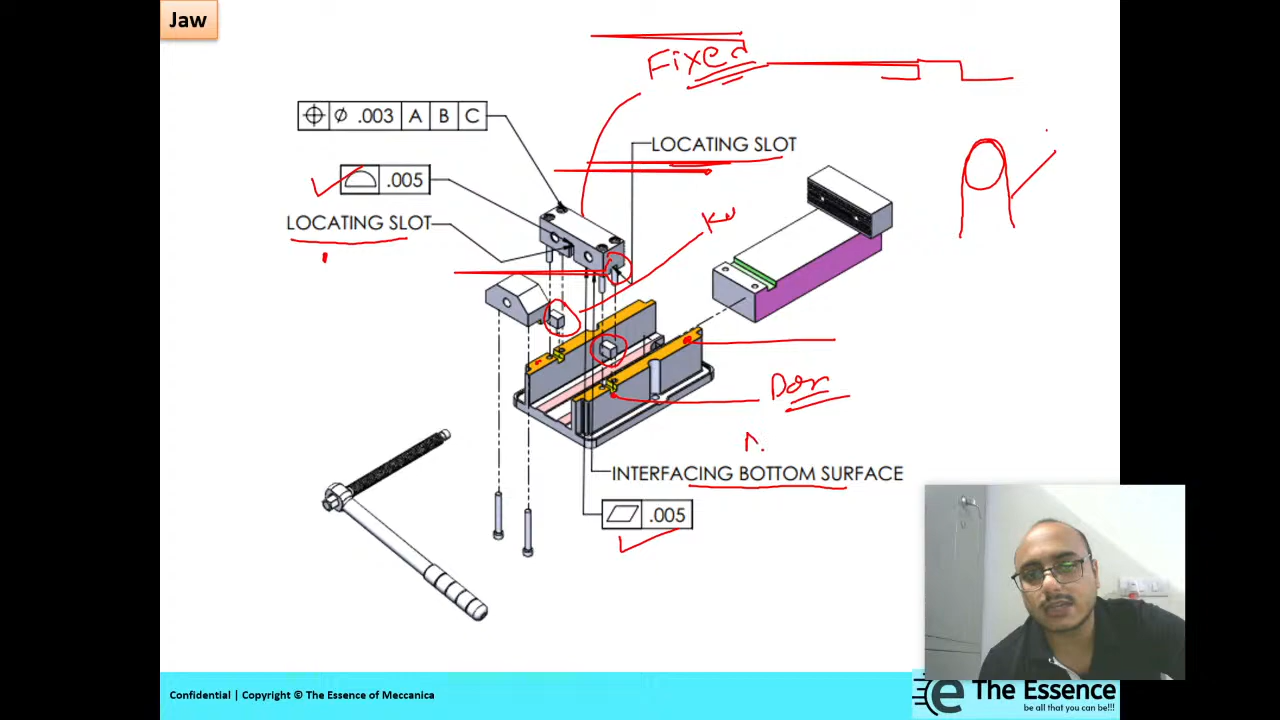 Jaw
Fixed
⌖ ⌀ .003 A B C
LOCATING SLOT
⌓ .005
LOCATING SLOT
INTERFACING BOTTOM SURFACE
⏥ .005
Confidential | Copyright © The Essence of Meccanica
e The Essence
be all that you can be!!!